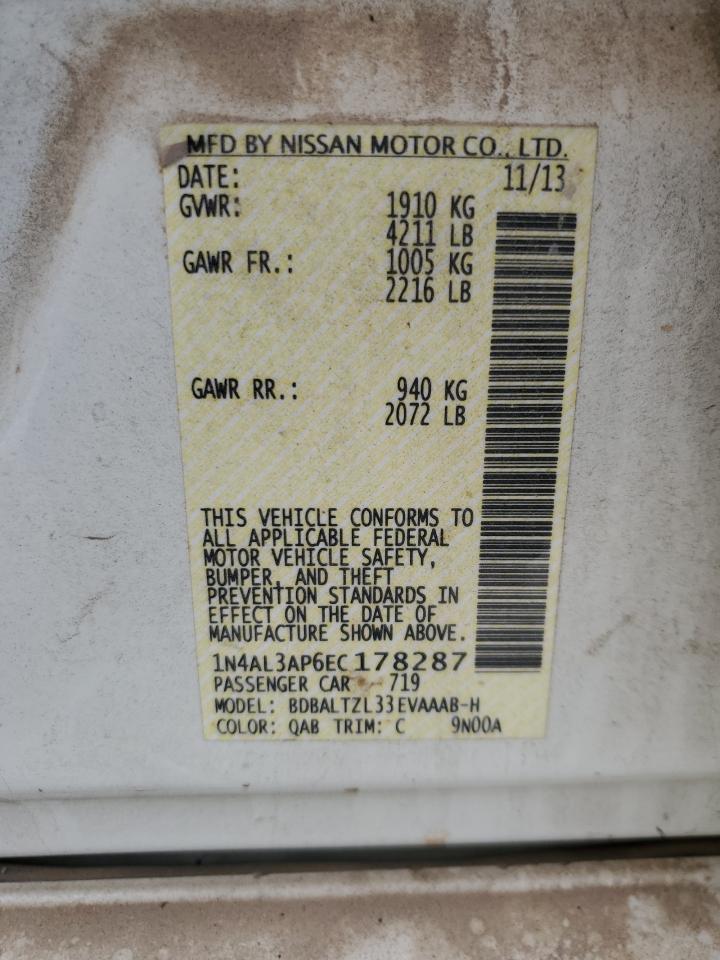 MFD BY NISSAN MOTOR CO., LTD.
DATE: 11/13
GVWR: 1910 KG
4211 LB
GAWR FR.: 1005 KG
2216 LB
GAWR RR.: 940 KG
2072 LB
THIS VEHICLE CONFORMS TO
ALL APPLICABLE FEDERAL
MOTOR VEHICLE SAFETY,
BUMPER, AND THEFT
PREVENTION STANDARDS IN
EFFECT ON THE DATE OF
MANUFACTURE SHOWN ABOVE.
1N4AL3AP6EC178287
PASSENGER CAR 719
MODEL: BDBALTZL33EVAAAB-H
COLOR: QAB TRIM: C 9N00A